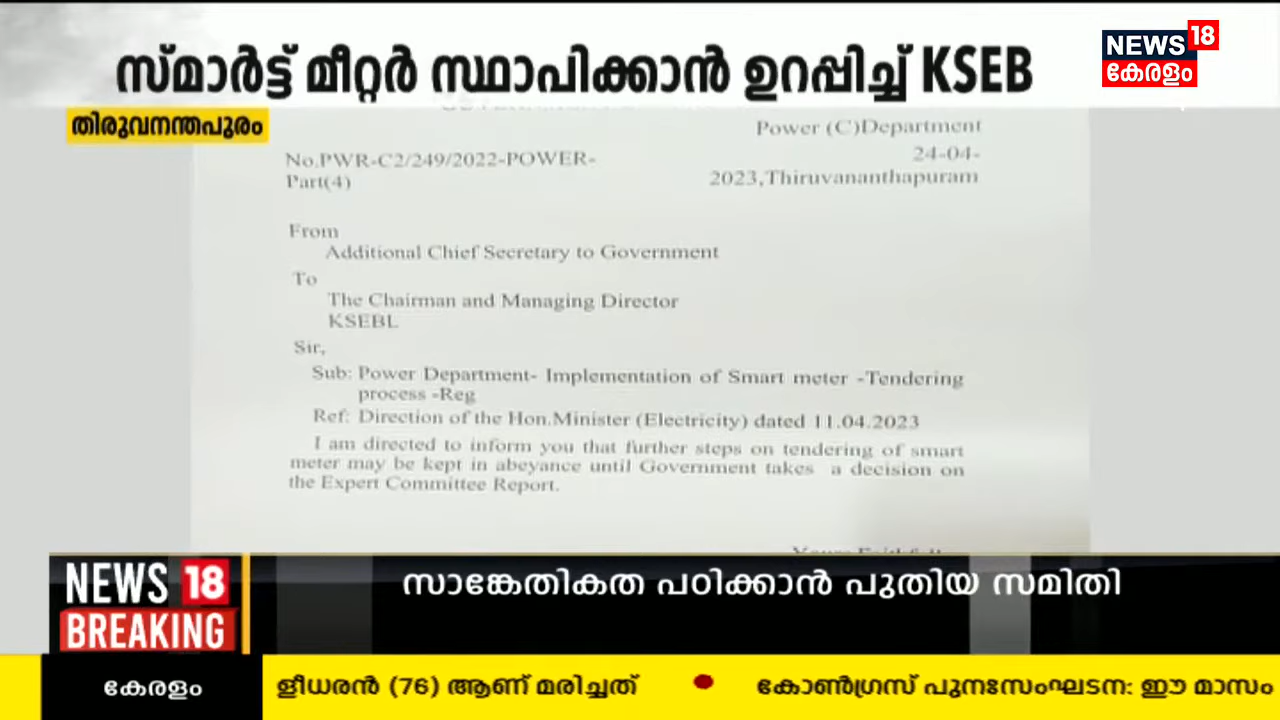 സ്മാർട്ട് മീറ്റർ സ്ഥാപിക്കാൻ ഉറപ്പിച്ച് KSEB
NEWS 18
കേരളം
തിരുവനന്തപുരം
Power (C)Department
No.PWR-C2/249/2022-POWER-
Part(4)
24-04-
2023,Thiruvananthapuram
From
Additional Chief Secretary to Government
To
The Chairman and Managing Director
KSEBL
Sir,
Sub: Power Department- Implementation of Smart meter -Tendering
process -Reg
Ref: Direction of the Hon.Minister (Electricity) dated 11.04.2023
I am directed to inform you that further steps on tendering of smart
meter may be kept in abeyance until Government takes a decision on
the Expert Committee Report.
NEWS 18
BREAKING
സാങ്കേതികത പഠിക്കാൻ പുതിയ സമിതി
കേരളം
ളീധരൻ (76) ആണ് മരിച്ചത് ● കോൺഗ്രസ് പുനഃസംഘടന: ഈ മാസം